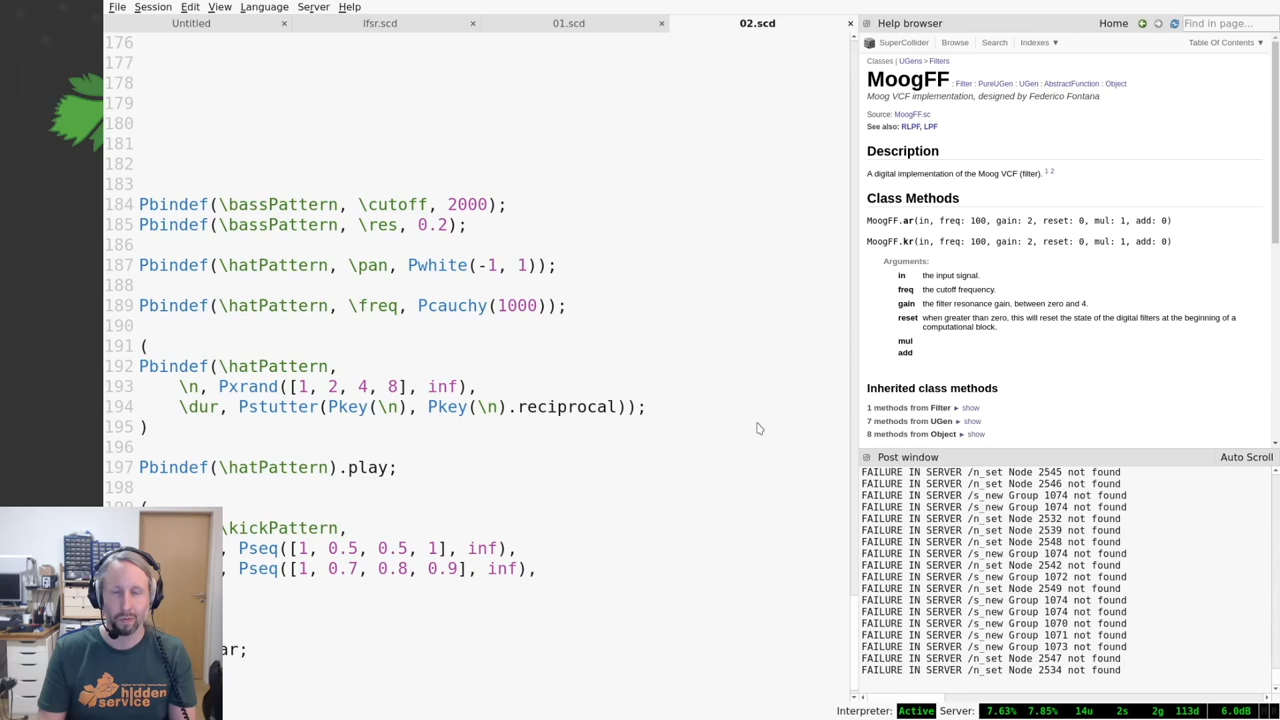 File Session Edit View Language Server Help
Untitled × lfsr.scd × 01.scd × 02.scd ×
176
177
178
179
180
181
182
183
184 Pbindef(\bassPattern, \cutoff, 2000);
185 Pbindef(\bassPattern, \res, 0.2);
186
187 Pbindef(\hatPattern, \pan, Pwhite(-1, 1));
188
189 Pbindef(\hatPattern, \freq, Pcauchy(1000));
190
191 (
192 Pbindef(\hatPattern,
193 \n, Pxrand([1, 2, 4, 8], inf),
194 \dur, Pstutter(Pkey(\n), Pkey(\n).reciprocal));
195 )
196
197 Pbindef(\hatPattern).play;
198
(
\kickPattern,
, Pseq([1, 0.5, 0.5, 1], inf),
, Pseq([1, 0.7, 0.8, 0.9], inf),
ar;
hidden
service
Help browser Home Find in page...
SuperCollider Browse Search Indexes ▼ Table Of Contents ▼
Classes | UGens > Filters
MoogFF : Filter : PureUGen : UGen : AbstractFunction : Object
Moog VCF implementation, designed by Federico Fontana
Source: MoogFF.sc
See also: RLPF, LPF
Description
A digital implementation of the Moog VCF (filter). 1 2
Class Methods
MoogFF.ar(in, freq: 100, gain: 2, reset: 0, mul: 1, add: 0)
MoogFF.kr(in, freq: 100, gain: 2, reset: 0, mul: 1, add: 0)
Arguments:
in the input signal.
freq the cutoff frequency.
gain the filter resonance gain, between zero and 4.
reset when greater than zero, this will reset the state of the digital filters at the beginning of a
computational block.
mul
add
Inherited class methods
1 methods from Filter ► show
7 methods from UGen ► show
8 methods from Object ► show
Post window Auto Scroll
FAILURE IN SERVER /n_set Node 2545 not found
FAILURE IN SERVER /n_set Node 2546 not found
FAILURE IN SERVER /s_new Group 1074 not found
FAILURE IN SERVER /s_new Group 1074 not found
FAILURE IN SERVER /n_set Node 2532 not found
FAILURE IN SERVER /n_set Node 2539 not found
FAILURE IN SERVER /n_set Node 2548 not found
FAILURE IN SERVER /s_new Group 1074 not found
FAILURE IN SERVER /n_set Node 2542 not found
FAILURE IN SERVER /s_new Group 1072 not found
FAILURE IN SERVER /n_set Node 2549 not found
FAILURE IN SERVER /s_new Group 1074 not found
FAILURE IN SERVER /s_new Group 1074 not found
FAILURE IN SERVER /s_new Group 1070 not found
FAILURE IN SERVER /s_new Group 1071 not found
FAILURE IN SERVER /s_new Group 1073 not found
FAILURE IN SERVER /n_set Node 2547 not found
FAILURE IN SERVER /n_set Node 2534 not found
Interpreter: Active Server: 7.63% 7.85% 14u 2s 2g 113d 6.0dB